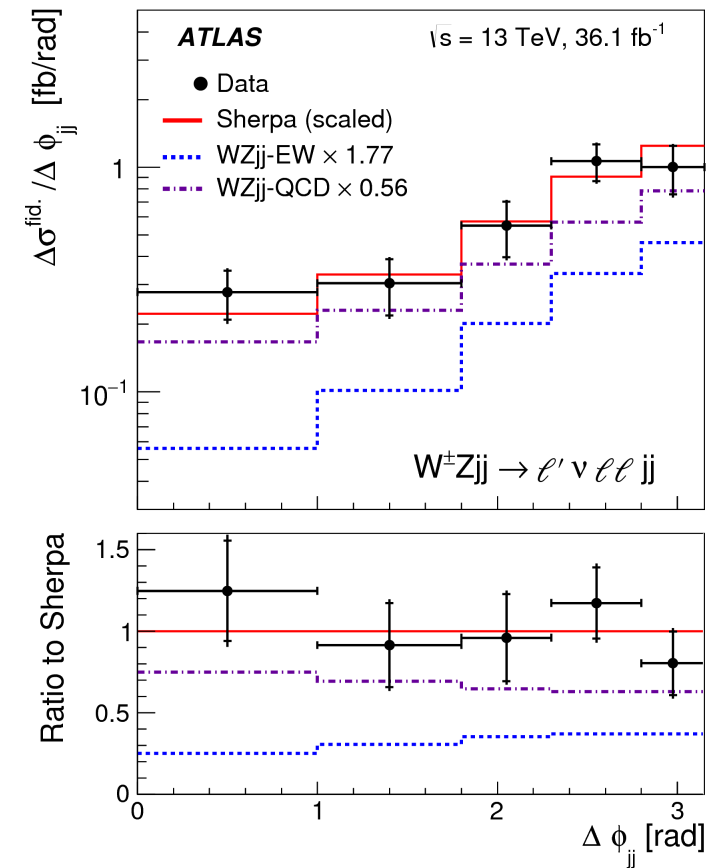 ATLAS √s = 13 TeV, 36.1 fb⁻¹
Data
Sherpa (scaled)
WZjj-EW × 1.77
WZjj-QCD × 0.56
Δσ^fid. /Δ ϕ_jj [fb/rad]
1
10⁻¹
W±Zjj → ℓ′ ν ℓℓ jj
Ratio to Sherpa
1.5
1
0.5
0
0 1 2 3
Δ ϕ_jj [rad]